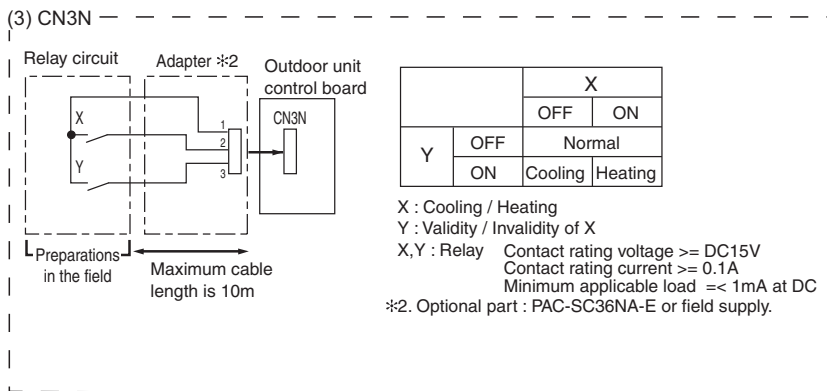 (3) CN3N
Relay circuit
Adapter ✻2
Outdoor unit
control board
X
Y
1
2
3
CN3N
Preparations
in the field
Maximum cable
length is 10m
X
OFF ON
Y OFF Normal
ON Cooling Heating
X : Cooling / Heating
Y : Validity / Invalidity of X
X,Y : Relay Contact rating voltage >= DC15V
Contact rating current >= 0.1A
Minimum applicable load =< 1mA at DC
✻2. Optional part : PAC-SC36NA-E or field supply.